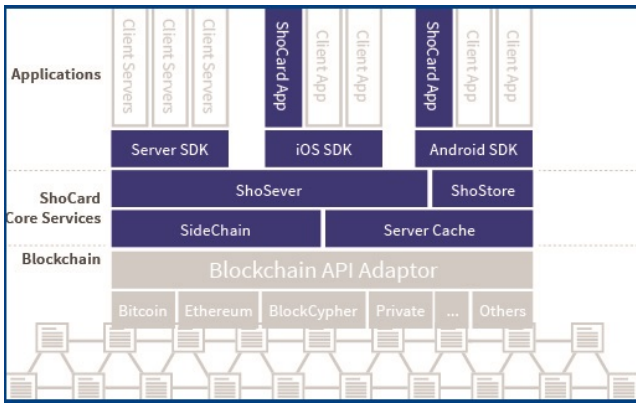 Applications
Client Servers
Client Servers
Client Servers
ShoCard App
Client App
Client App
ShoCard App
Client App
Client App
Server SDK
iOS SDK
Android SDK
ShoCard
Core Services
ShoSever
ShoStore
SideChain
Server Cache
Blockchain
Blockchain API Adaptor
Bitcoin
Ethereum
BlockCypher
Private
...
Others